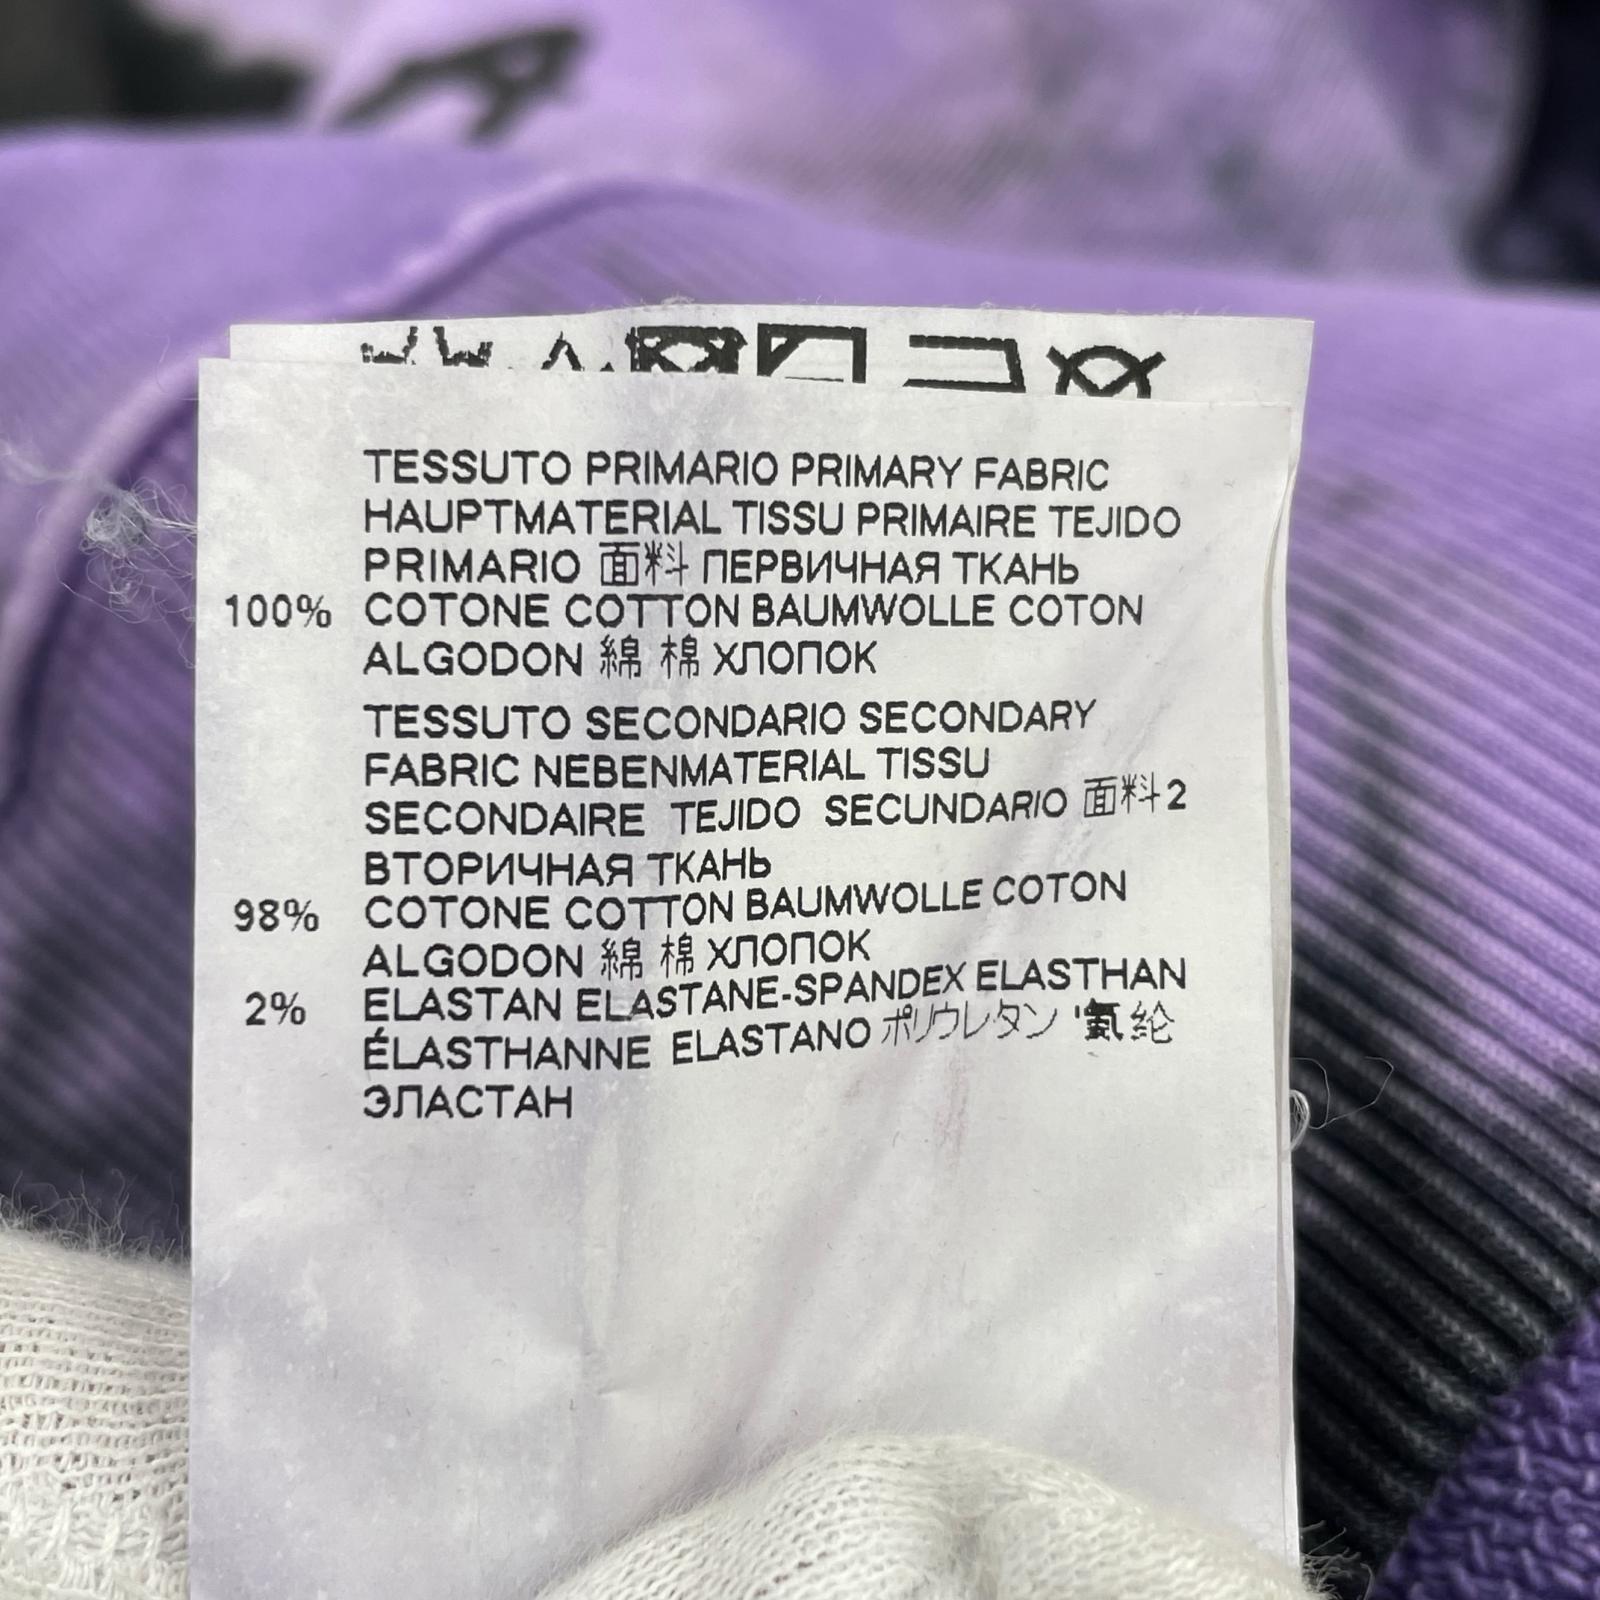 TESSUTO PRIMARIO PRIMARY FABRIC
HAUPTMATERIAL TISSU PRIMAIRE TEJIDO
PRIMARIO 面料 ПЕРВИЧНАЯ ТКАНЬ
100% COTONE COTTON BAUMWOLLE COTON
ALGODON 綿 棉 ХЛОПОК
TESSUTO SECONDARIO SECONDARY
FABRIC NEBENMATERIAL TISSU
SECONDAIRE TEJIDO SECUNDARIO 面料2
ВТОРИЧНАЯ ТКАНЬ
98% COTONE COTTON BAUMWOLLE COTON
ALGODON 綿 棉 ХЛОПОК
2% ELASTAN ELASTANE-SPANDEX ELASTHAN
ÉLASTHANNE ELASTANO ポリウレタン '氨纶
ЭЛАСТАН